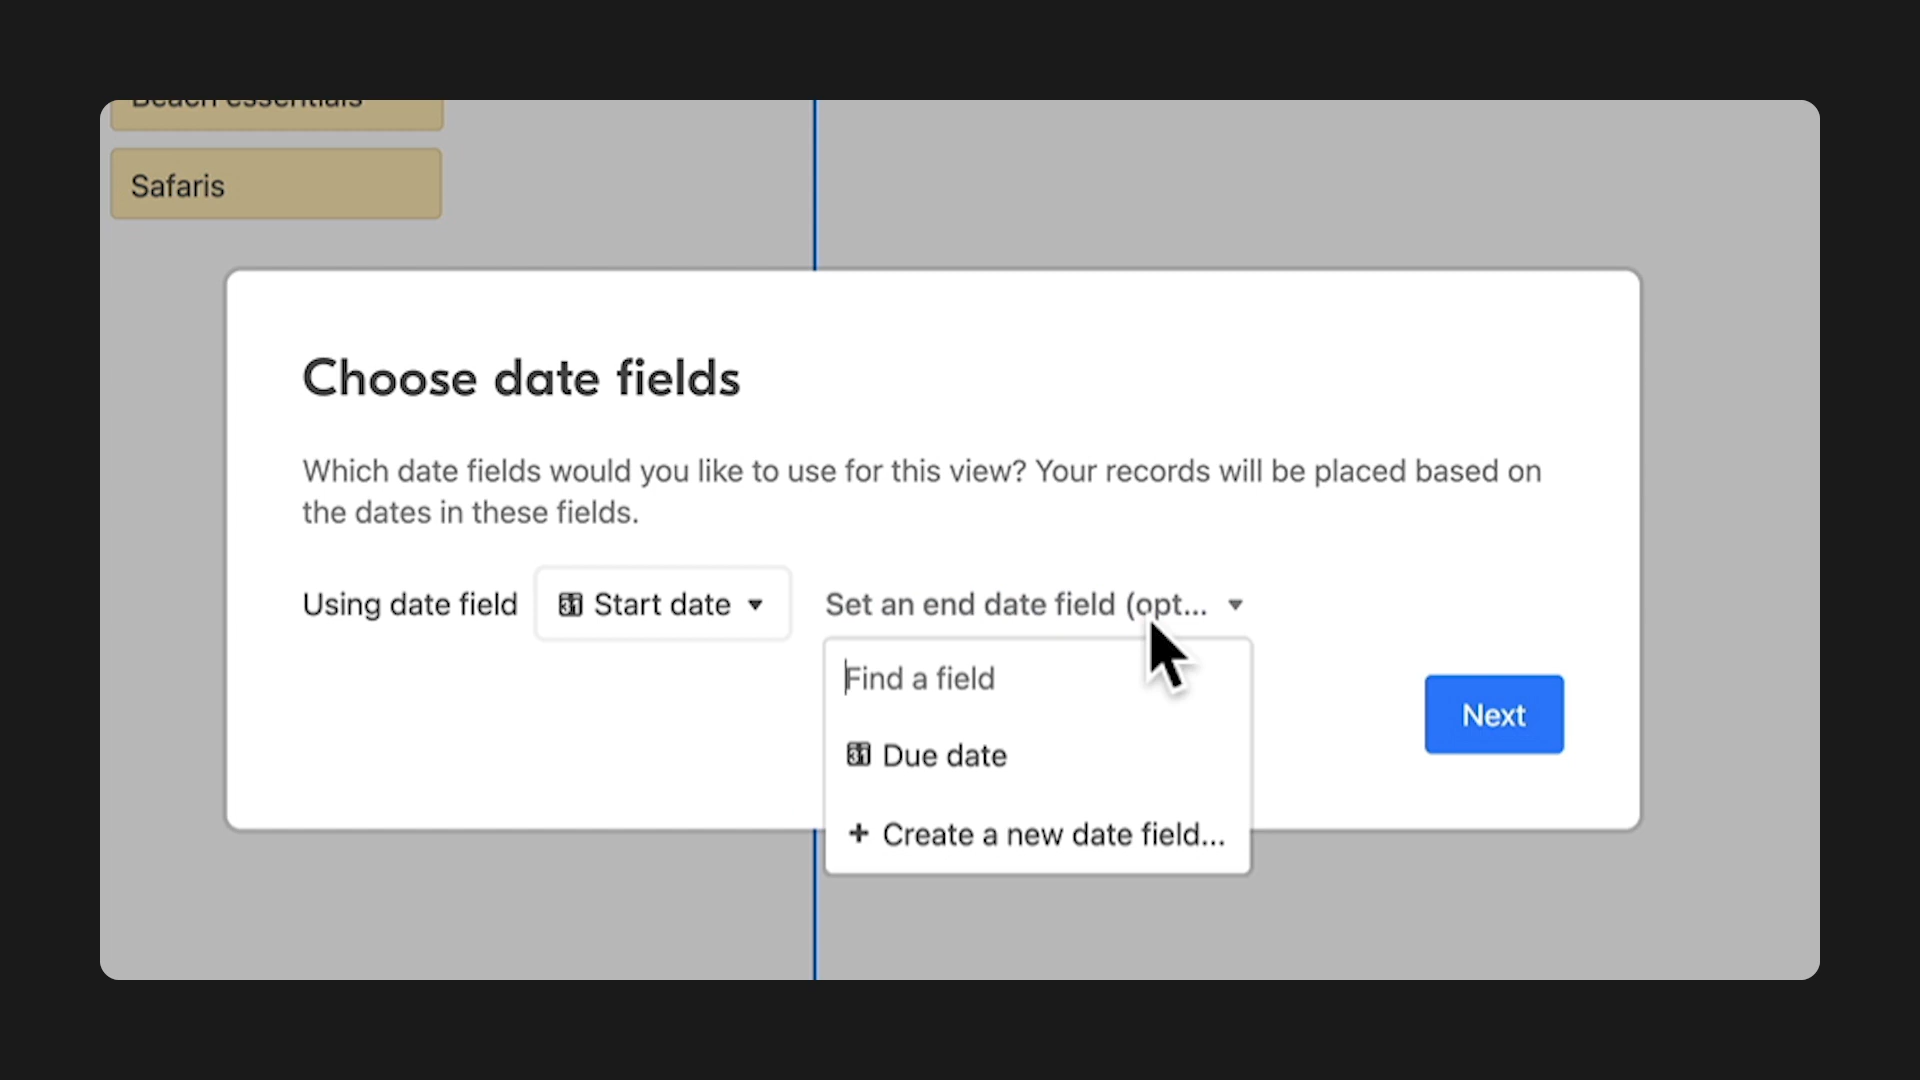 Beach essentials
Safaris
Choose date fields
Which date fields would you like to use for this view? Your records will be placed based on
the dates in these fields.
Using date field Start date Set an end date field (opt...
Find a field
Due date
Next
+ Create a new date field...